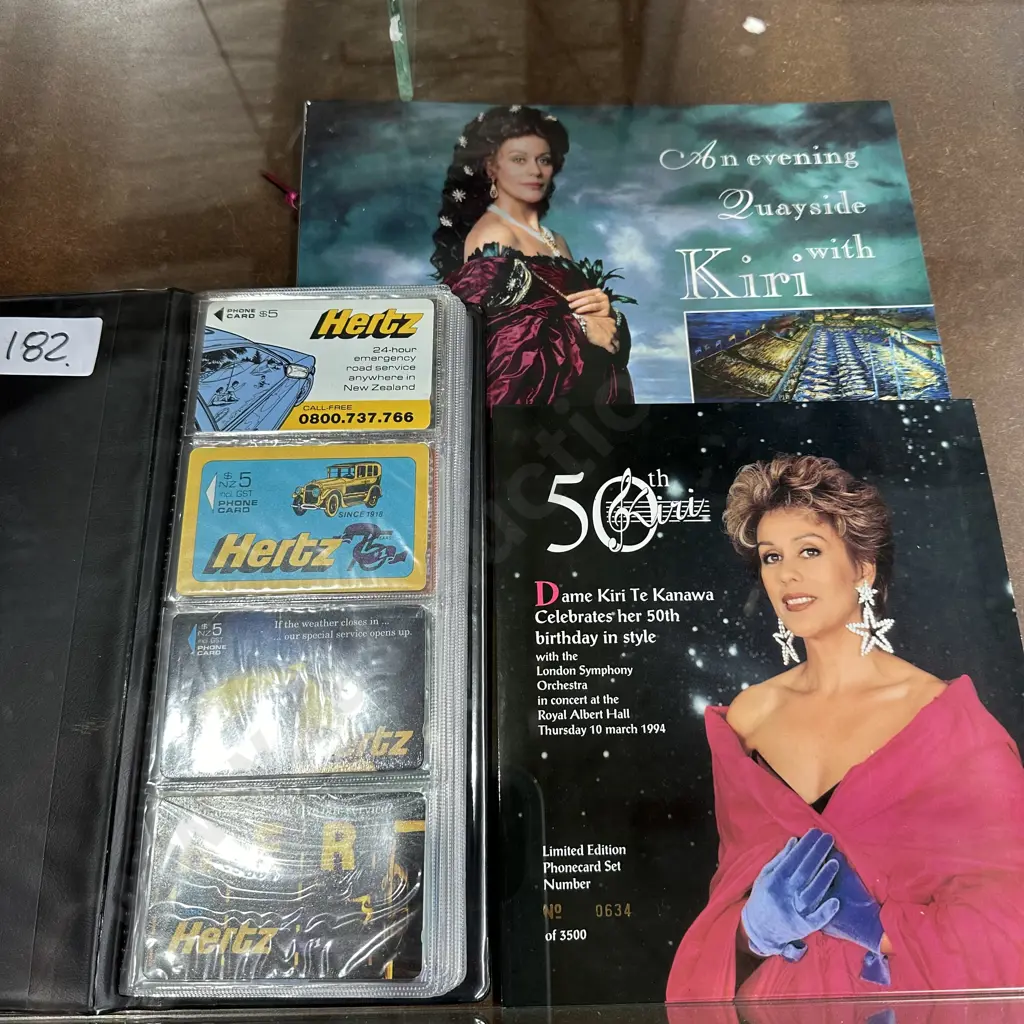 An evening
Quayside
with
Kiri
182.
PHONE
CARD $5
Hertz
24-hour
emergency
road service
anywhere in
New Zealand
CALL-FREE
0800.737.766
$
NZ 5
incl. GST
PHONE
CARD
SINCE 1918
Hertz 75
$
NZ 5
incl. GST
PHONE
CARD
If the weather closes in ...
... our special service opens up.
Hertz
E R
Hertz
50th
Kiri
Dame Kiri Te Kanawa
Celebrates her 50th
birthday in style
with the
London Symphony
Orchestra
in concert at the
Royal Albert Hall
Thursday 10 march 1994
Limited Edition
Phonecard Set
Number
No 0634
of 3500